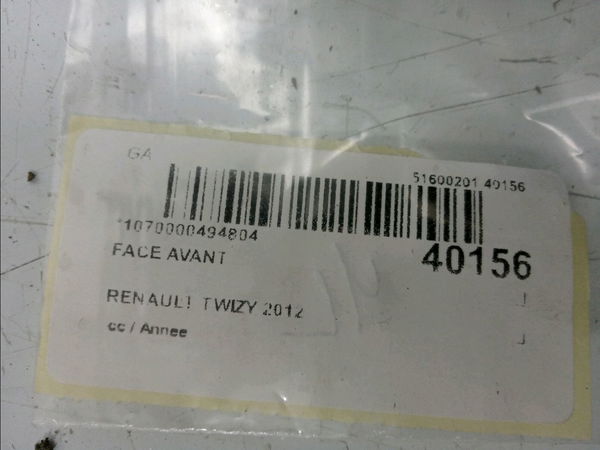 GA
51600201 40156
*1070000494804
40156
FACE AVANT
RENAULT TWIZY 2012
cc / Annee